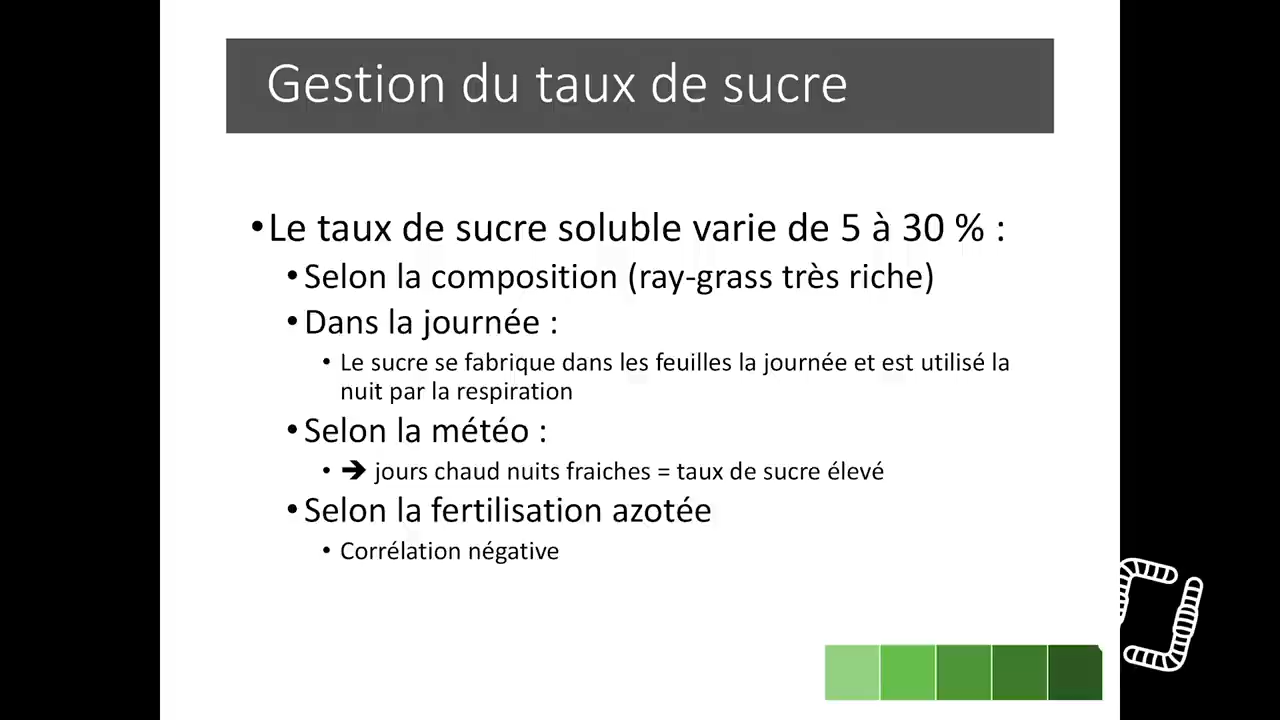 Gestion du taux de sucre
•Le taux de sucre soluble varie de 5 à 30 % :
•Selon la composition (ray-grass très riche)
•Dans la journée :
• Le sucre se fabrique dans les feuilles la journée et est utilisé la
nuit par la respiration
•Selon la météo :
• ➔ jours chaud nuits fraiches = taux de sucre élevé
•Selon la fertilisation azotée
• Corrélation négative